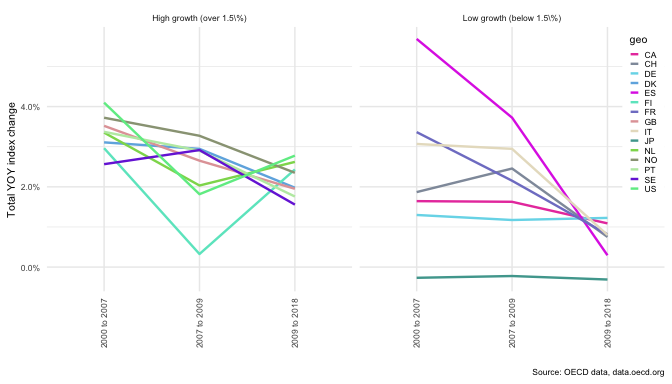 High growth (over 1.5\%)
Low growth (below 1.5\%)
Total YOY index change
4.0%
2.0%
0.0%
2000 to 2007
2007 to 2009
2009 to 2018
2000 to 2007
2007 to 2009
2009 to 2018
geo
CA
CH
DE
DK
ES
FI
FR
GB
IT
JP
NL
NO
PT
SE
US
Source: OECD data, data.oecd.org